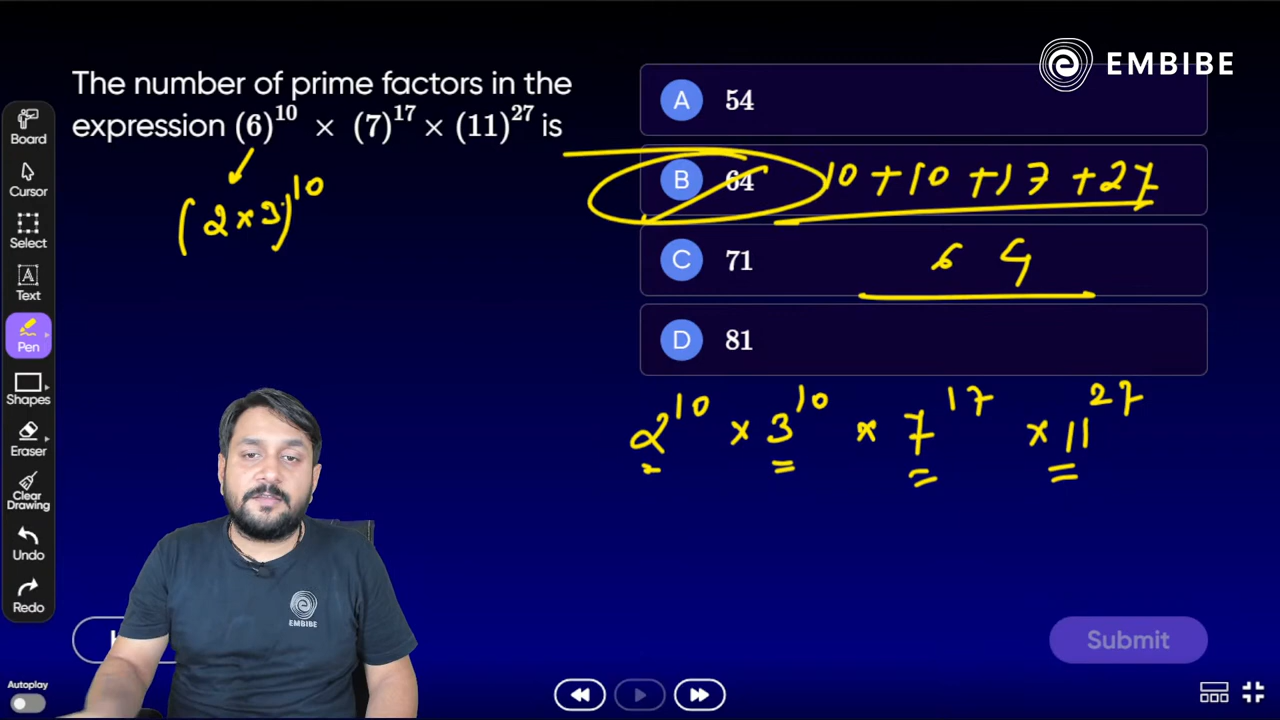 EMBIBE
The number of prime factors in the
expression (6)^10 × (7)^17 × (11)^27 is
(2 × 3)^10
A 54
B 64 10 + 10 + 17 + 27
C 71 64
D 81
2^10 × 3^10 × 7^17 × 11^27
Board
Cursor
Select
A
Text
Pen
Shapes
Eraser
Clear
Drawing
Undo
Redo
EMBIBE
Submit
Autoplay